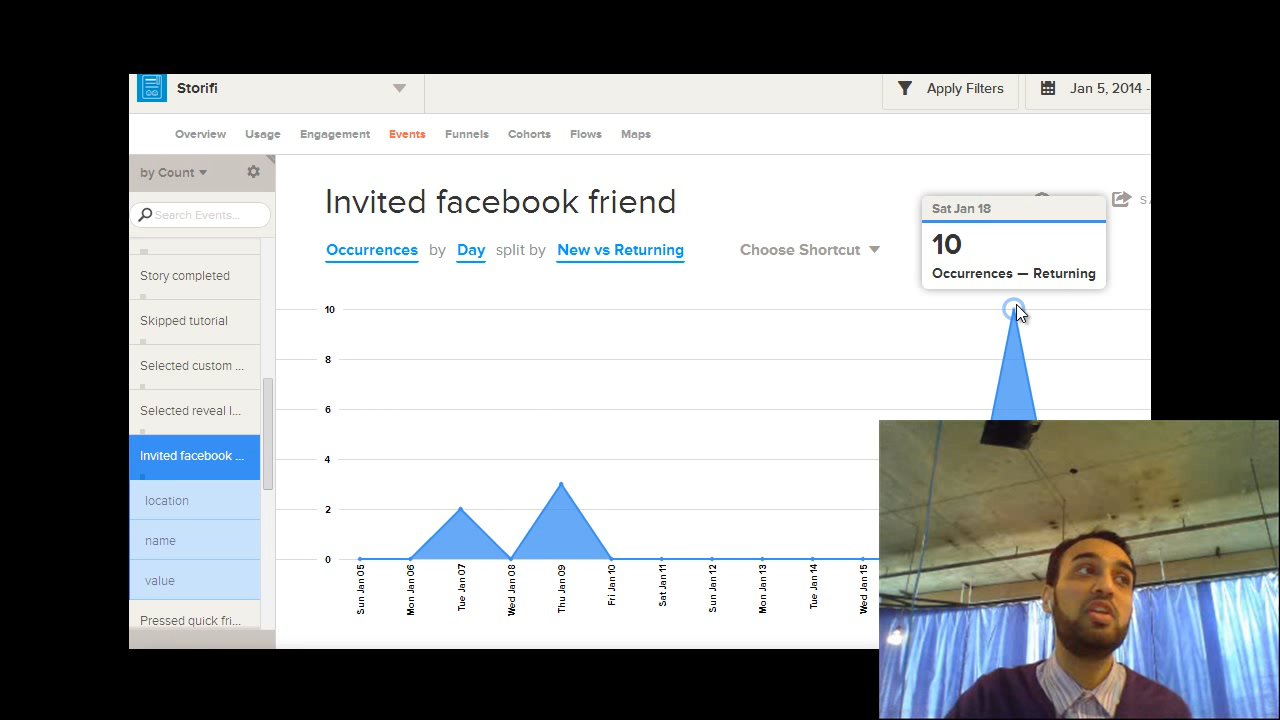 Storifi
Apply Filters
Jan 5, 2014 -
Overview Usage Engagement Events Funnels Cohorts Flows Maps
by Count
Search Events...
Story completed
Skipped tutorial
Selected custom ...
Selected reveal l...
Invited facebook ...
location
name
value
Pressed quick fri...
Invited facebook friend
Occurrences by Day split by New vs Returning
Choose Shortcut
Sat Jan 18
10
Occurrences — Returning
10
8
6
4
2
0
Sun Jan 05
Mon Jan 06
Tue Jan 07
Wed Jan 08
Thu Jan 09
Fri Jan 10
Sat Jan 11
Sun Jan 12
Mon Jan 13
Tue Jan 14
Wed Jan 15